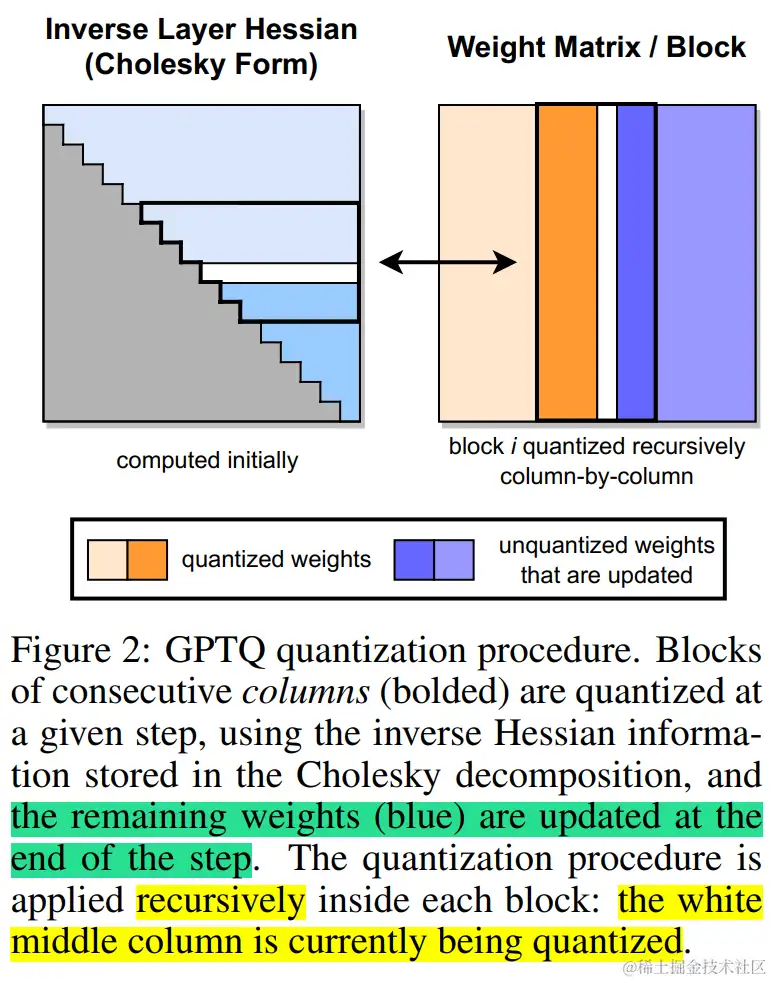 Inverse Layer Hessian
(Cholesky Form)
Weight Matrix / Block
computed initially
block i quantized recursively
column-by-column
quantized weights
unquantized weights
that are updated
Figure 2: GPTQ quantization procedure. Blocks
of consecutive columns (bolded) are quantized at
a given step, using the inverse Hessian informa-
tion stored in the Cholesky decomposition, and
the remaining weights (blue) are updated at the
end of the step. The quantization procedure is
applied recursively inside each block: the white
middle column is currently being quantized.
@稀土掘金技术社区